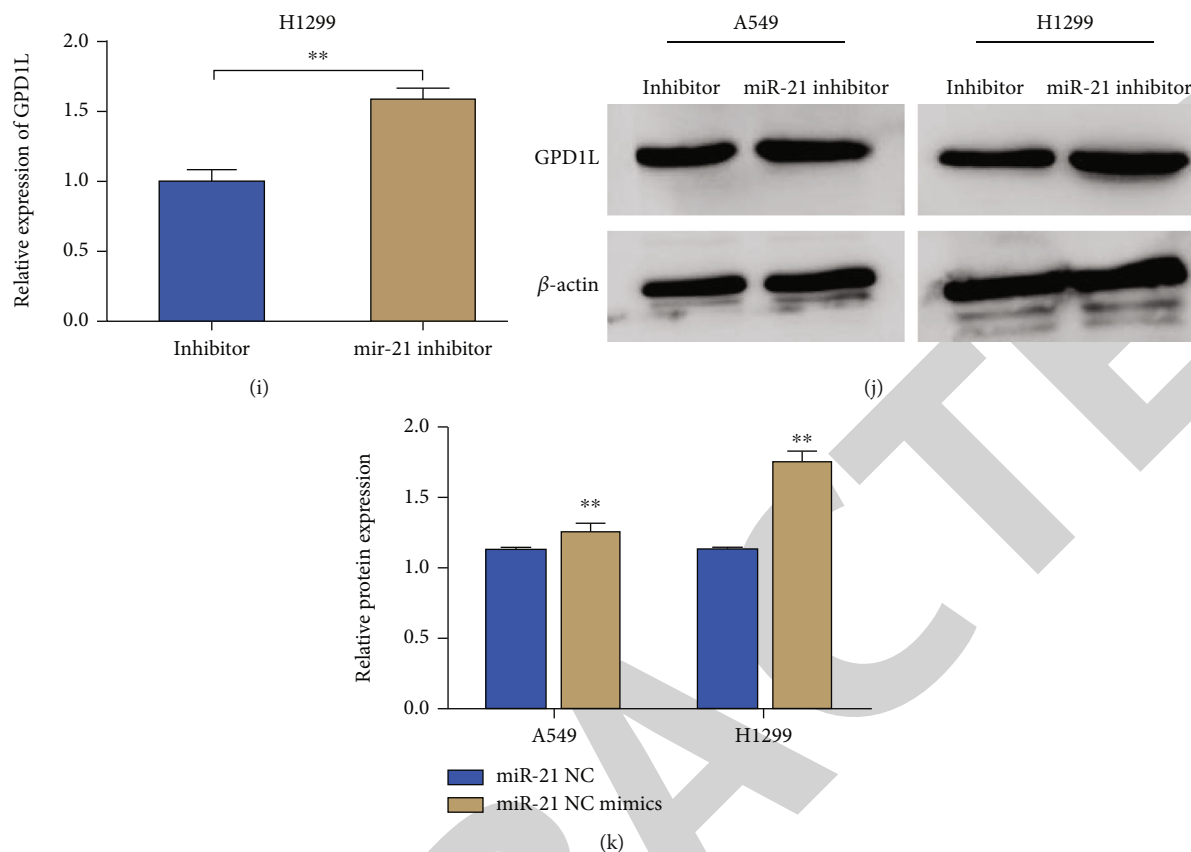 H1299
2.0
1.5
1.0
0.5
0.0
Relative expression of GPD1L
**
Inhibitor
mir-21 inhibitor
(i)
A549
H1299
Inhibitor
miR-21 inhibitor
Inhibitor
miR-21 inhibitor
GPD1L
β-actin
(j)
2.0
1.5
1.0
0.5
0.0
Relative protein expression
**
**
A549
H1299
miR-21 NC
miR-21 NC mimics
(k)